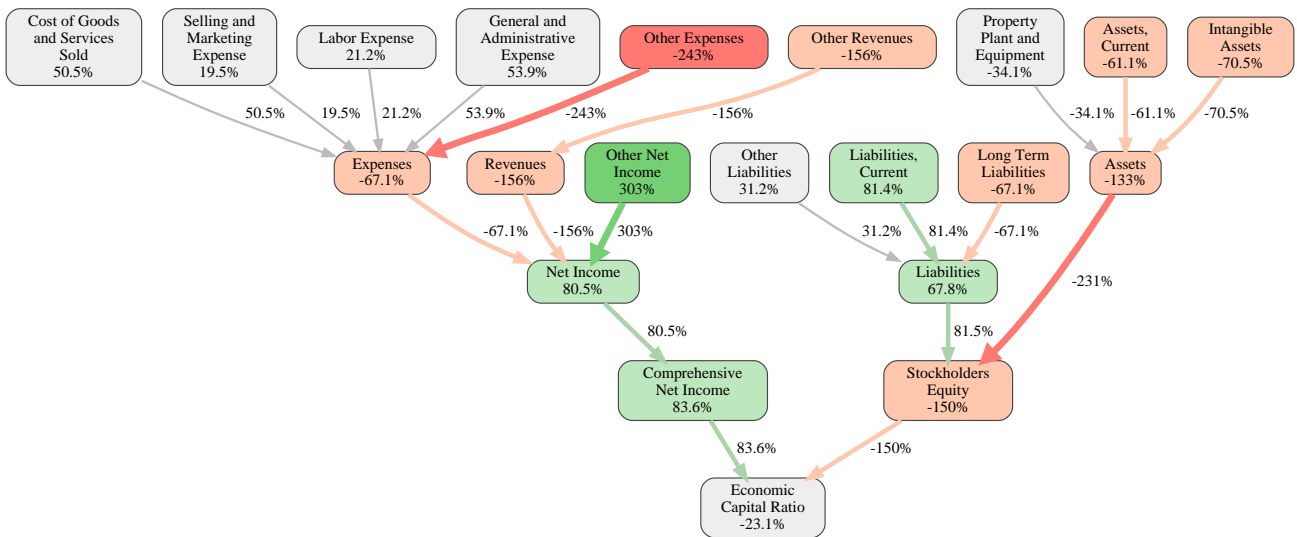 Cost of Goods
and Services
Sold
50.5%
Selling and
Marketing
Expense
19.5%
Labor Expense
21.2%
General and
Administrative
Expense
53.9%
Other Expenses
-243%
Other Revenues
-156%
Property
Plant and
Equipment
-34.1%
Assets,
Current
-61.1%
Intangible
Assets
-70.5%
50.5%
19.5%
21.2%
53.9%
-243%
-156%
-34.1%
-61.1%
-70.5%
Expenses
-67.1%
Revenues
-156%
Other Net
Income
303%
Other
Liabilities
31.2%
Liabilities,
Current
81.4%
Long Term
Liabilities
-67.1%
Assets
-133%
-67.1%
-156%
303%
31.2%
81.4%
-67.1%
Net Income
80.5%
Liabilities
67.8%
-231%
80.5%
81.5%
Comprehensive
Net Income
83.6%
Stockholders
Equity
-150%
83.6%
-150%
Economic
Capital Ratio
-23.1%